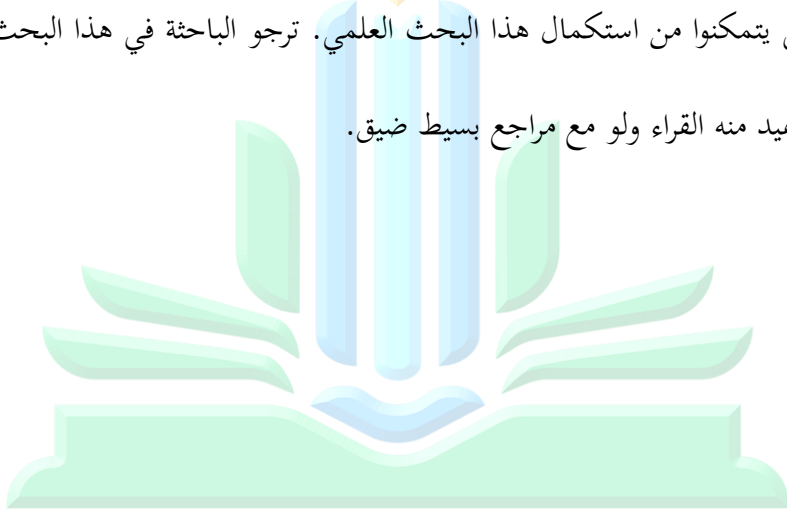 يتمكنوا من استكمال هذا البحث العلمي. ترجو الباحثة في هذا البحث
منه القراء ولو مع مراجع بسيط ضيق.